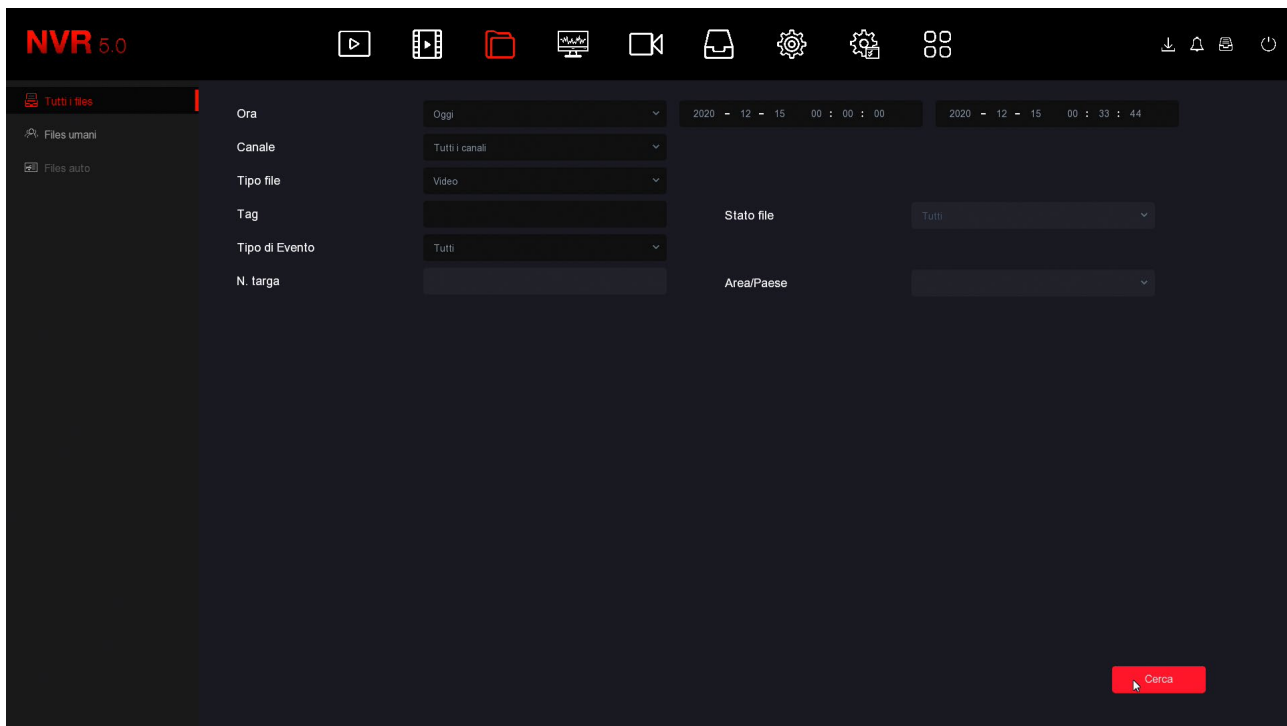 NVR 5.0
Tutti i files
Files umani
Files auto
Ora Oggi 2020 - 12 - 15 00 : 00 : 00 2020 - 12 - 15 00 : 33 : 44
Canale Tutti i canali
Tipo file Video
Tag Stato file Tutti
Tipo di Evento Tutti
N. targa Area/Paese
Cerca